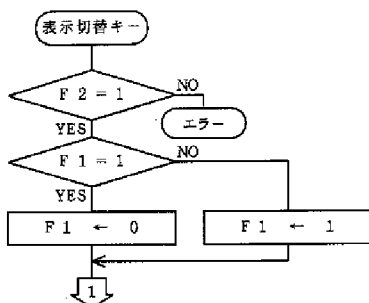 表示切替キー
F 2 = 1
NO
エラー
YES
F 1 = 1
NO
YES
F 1 ← 0
F 1 ← 1
1